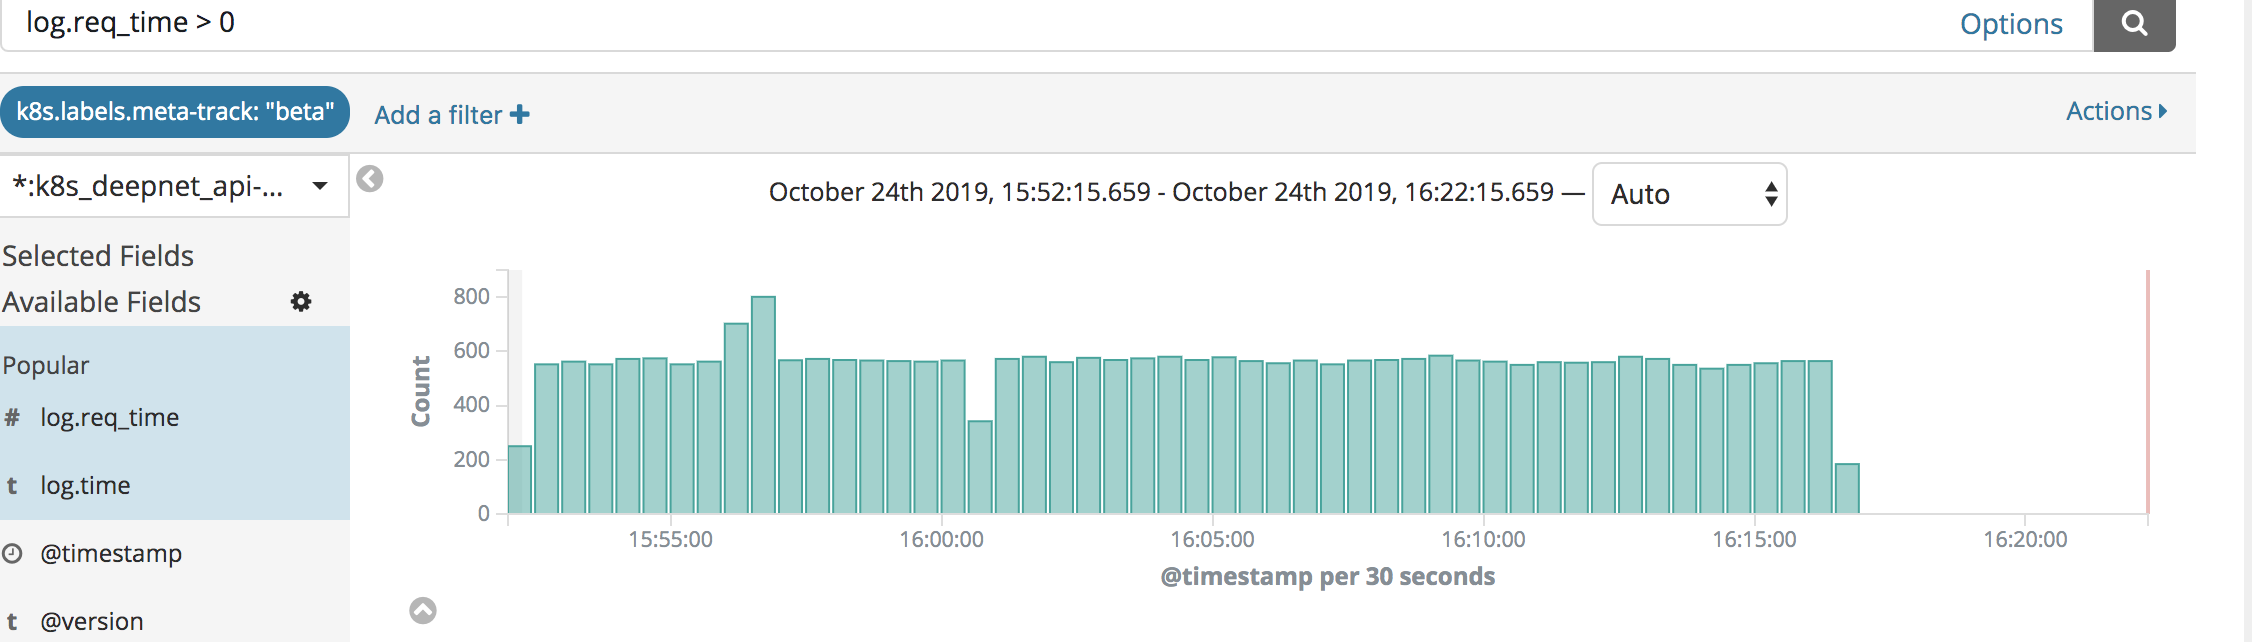 log.req_time > 0
Options
k8s.labels.meta-track: "beta"
Add a filter +
Actions
*:k8s_deepnet_api-...
October 24th 2019, 15:52:15.659 - October 24th 2019, 16:22:15.659 —
Auto
Selected Fields
Available Fields
Popular
# log.req_time
t log.time
@timestamp
t @version
Count
800
600
400
200
0
15:55:00 16:00:00 16:05:00 16:10:00 16:15:00 16:20:00
@timestamp per 30 seconds